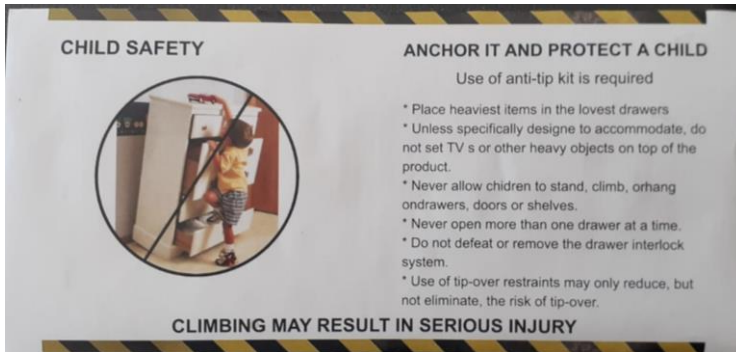 CHILD SAFETY
ANCHOR IT AND PROTECT A CHILD
Use of anti-tip kit is required
* Place heaviest items in the lovest drawers
* Unless specifically designe to accommodate, do
not set TV s or other heavy objects on top of the
product.
* Never allow chidren to stand, climb, orhang
ondrawers, doors or shelves.
* Never open more than one drawer at a time.
* Do not defeat or remove the drawer interlock
system.
* Use of tip-over restraints may only reduce, but
not eliminate, the risk of tip-over.
CLIMBING MAY RESULT IN SERIOUS INJURY